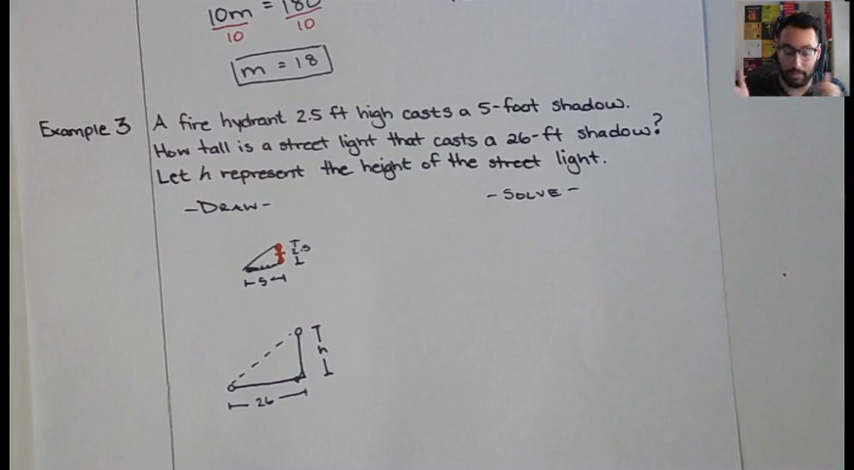 10m = 180
10 10
m = 18
Example 3 A fire hydrant 2.5 ft high casts a 5-foot shadow.
How tall is a street light that casts a 26-ft shadow?
Let h represent the height of the street light.
-DRAW- -SOLVE-
2.5
5
h
26